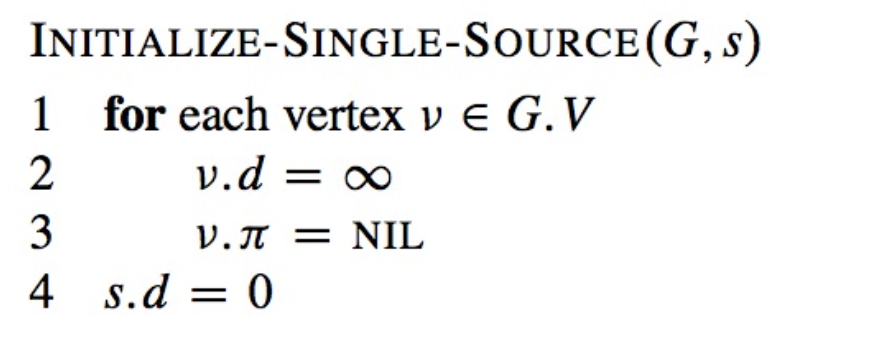 INITIALIZE-SINGLE-SOURCE(G, s)
1 for each vertex v ∈ G.V
2 v.d = ∞
3 v.π = NIL
4 s.d = 0